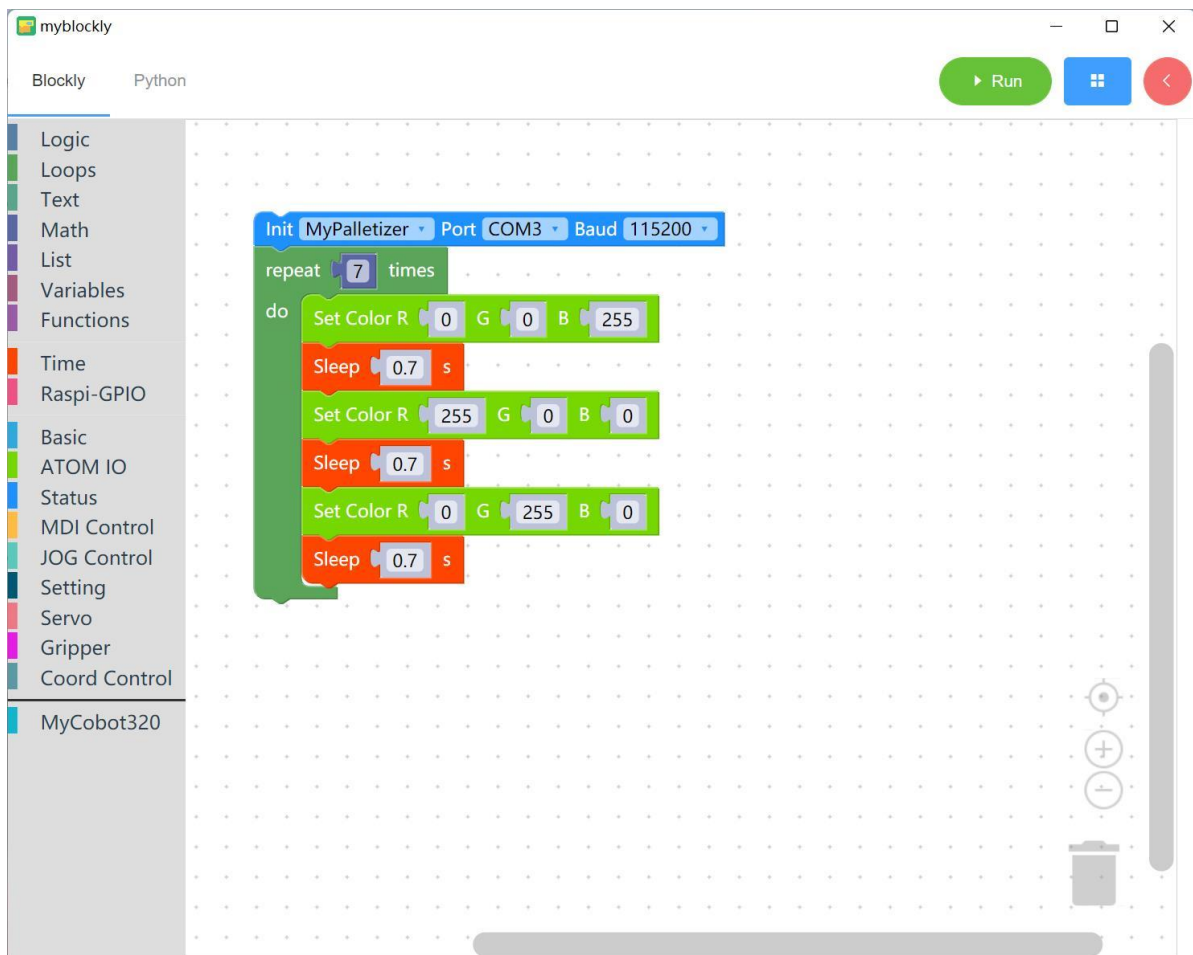 myblockly
Blockly Python Run
Logic
Loops
Text
Math
List
Variables
Functions
Time
Raspi-GPIO
Basic
ATOM IO
Status
MDI Control
JOG Control
Setting
Servo
Gripper
Coord Control
MyCobot320
Init MyPalletizer Port COM3 Baud 115200
repeat 7 times
do Set Color R 0 G 0 B 255
Sleep 0.7 s
Set Color R 255 G 0 B 0
Sleep 0.7 s
Set Color R 0 G 255 B 0
Sleep 0.7 s